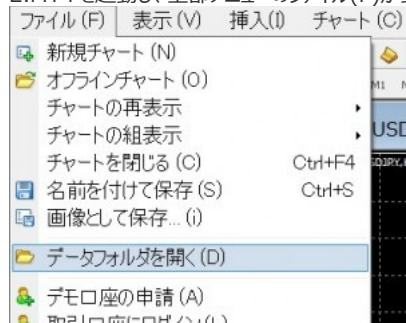 ファイル (F) 表示 (V) 挿入(I) チャート (C)
新規チャート (N)
オフラインチャート (O)
M1
チャートの再表示
チャートの組表示
USD
チャートを閉じる (C) Ctrl+F4
名前を付けて保存 (S) Ctrl+S
画像として保存... (i)
データフォルダを開く (D)
デモ口座の申請 (A)